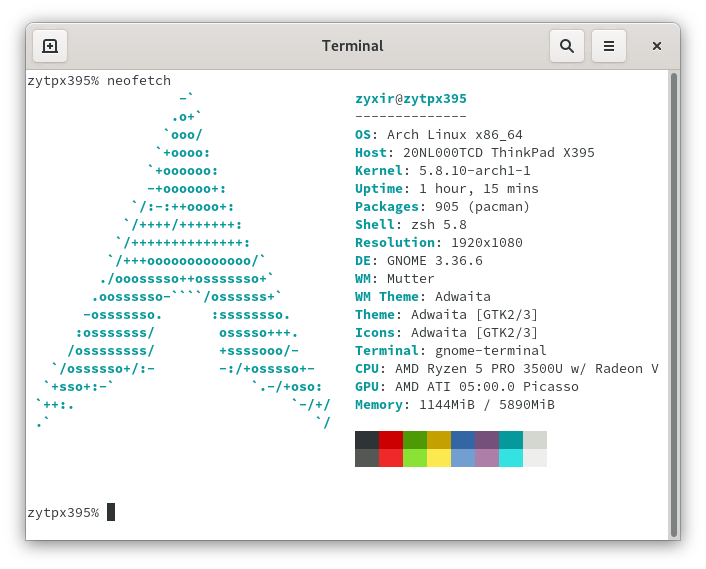 Terminal
zytpx395% neofetch
                   -`
                  .o+`
                 `ooo/
                `+oooo:
               `+oooooo:
               -+oooooo+:
             `/:-:++oooo+:
            `/++++/+++++++:
           `/++++++++++++++:
          `/+++ooooooooooooo/`
         ./ooosssso++osssssso+`
        .oossssso-````/ossssss+`
       -osssssso.      :ssssssso.
      :osssssss/        osssso+++.
     /ossssssss/        +ssssooo/-
   `/ossssso+/:-        -:/+osssso+-
  `+sso+:-`                 `.-/+oso:
 `++:.                           `-/+/
 .`                                 `/
zyxir@zytpx395
--------------
OS: Arch Linux x86_64
Host: 20NL000TCD ThinkPad X395
Kernel: 5.8.10-arch1-1
Uptime: 1 hour, 15 mins
Packages: 905 (pacman)
Shell: zsh 5.8
Resolution: 1920x1080
DE: GNOME 3.36.6
WM: Mutter
WM Theme: Adwaita
Theme: Adwaita [GTK2/3]
Icons: Adwaita [GTK2/3]
Terminal: gnome-terminal
CPU: AMD Ryzen 5 PRO 3500U w/ Radeon V
GPU: AMD ATI 05:00.0 Picasso
Memory: 1144MiB / 5890MiB
zytpx395%